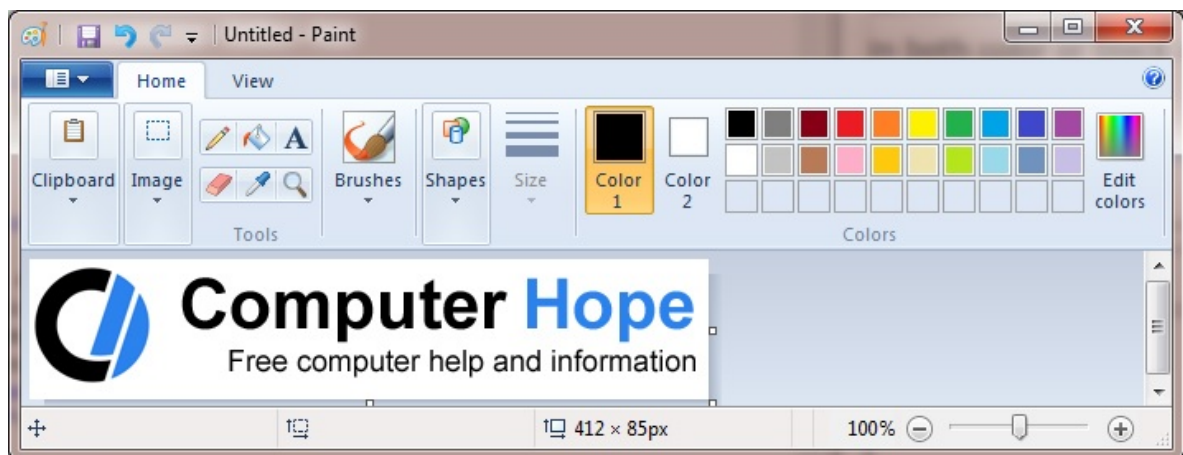 Untitled - Paint
Home View
A
Clipboard Image Brushes Shapes Size Color 1 Color 2 Edit colors
Tools Colors
Computer Hope
Free computer help and information
412 × 85px 100%